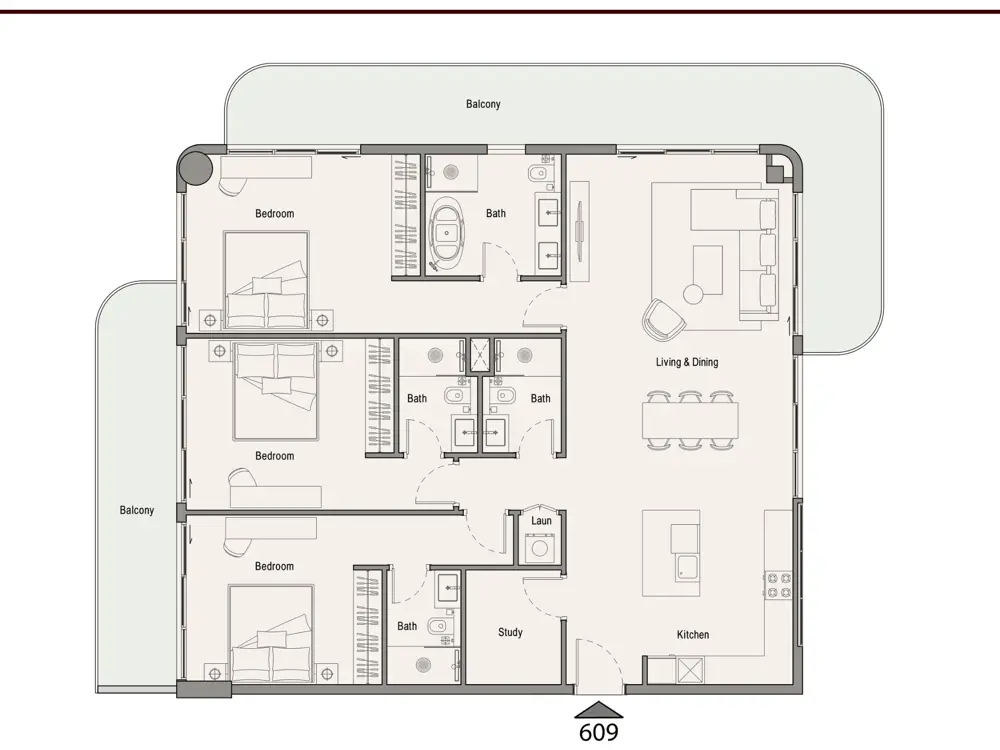 Balcony
Bedroom
Bath
Living & Dining
Bath
Bath
Bedroom
Balcony
Laun
Bedroom
Bath
Study
Kitchen
609